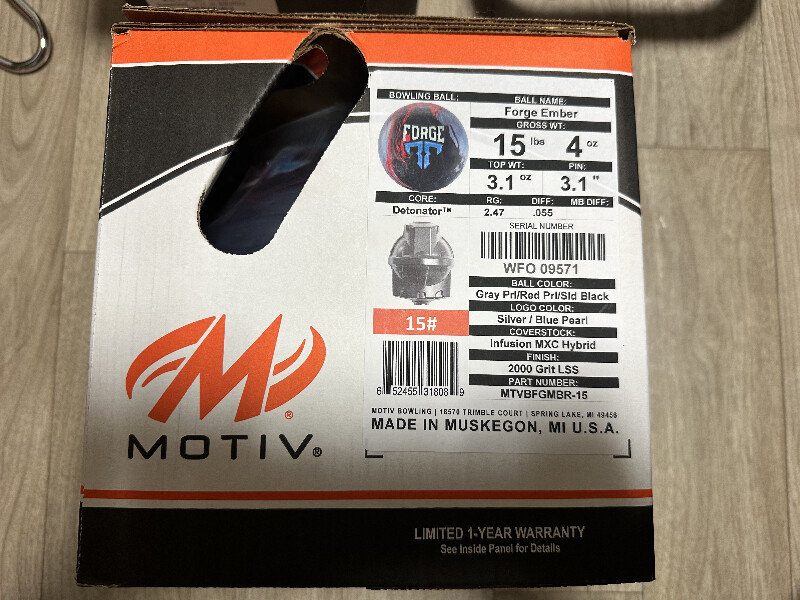 BOWLING BALL:
BALL NAME:
Forge Ember
GROSS WT:
15 lbs 4 oz
TOP WT: PIN:
3.1 oz 3.1 "
FORGE
CORE: RG: DIFF: MB DIFF:
Detonator™ 2.47 .055
SERIAL NUMBER
WFO 09571
BALL COLOR:
Gray Prl/Red Prl/Sld Black
LOGO COLOR:
Silver / Blue Pearl
COVERSTOCK:
Infusion MXC Hybrid
FINISH:
2000 Grit LSS
PART NUMBER:
MTVBFGMBR-15
15#
6 52455 31808 9
MOTIV BOWLING | 18570 TRIMBLE COURT | SPRING LAKE, MI 49456
MADE IN MUSKEGON, MI U.S.A.
M®
MOTIV®
LIMITED 1-YEAR WARRANTY
See Inside Panel for Details